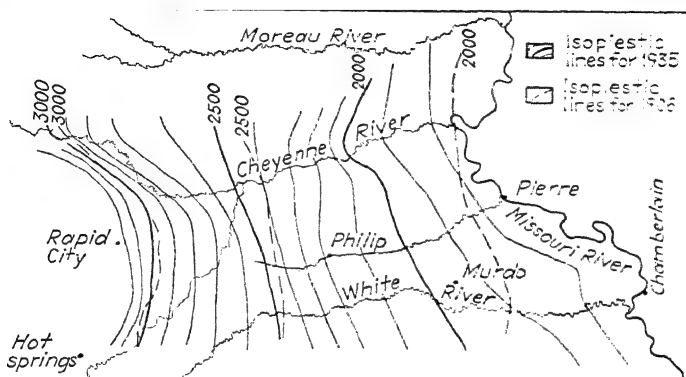 Moreau River
2000
Isopiestic
lines for 1935
Isopiestic
lines for 1926
3000
3000
2500
2500
2000
Cheyenne
River
Pierre
Missouri River
Chamberlain
Rapid
City
Philip
Murdo
White
River
Hot
springs